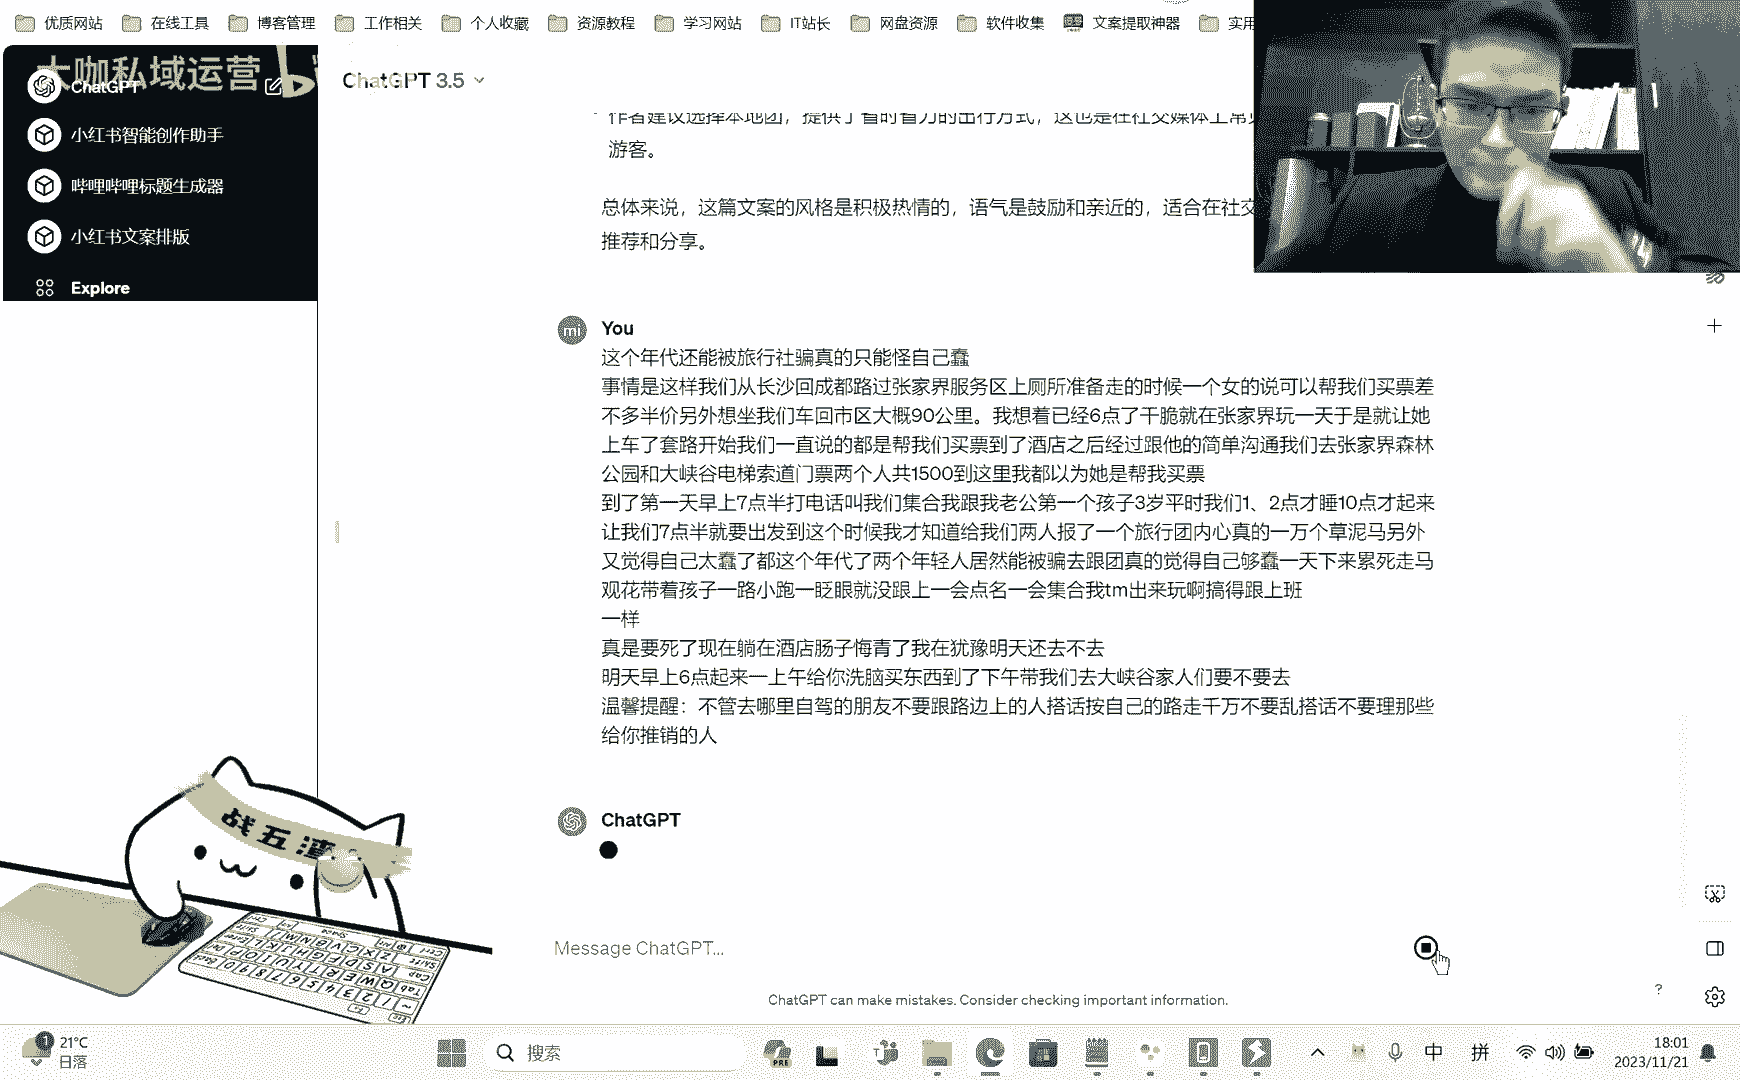 优质网站 在线工具 博客管理 工作相关 个人收藏 资源教程 学习网站 IT站长 网盘资源 软件收集 文案提取神器 实用
大咖私域运营
ChatGPT
ChatGPT 3.5
小红书智能创作助手
哔哩哔哩标题生成器
小红书文案排版
Explore
作者建议选择本地团，提供了省时省力的出行方式，这也是在社交媒体上常
游客。
总体来说，这篇文案的风格是积极热情的，语气是鼓励和亲近的，适合在社交
推荐和分享。
You
这个年代还能被旅行社骗真的只能怪自己蠢
事情是这样我们从长沙回成都路过张家界服务区上厕所准备走的时候一个女的说可以帮我们买票差
不多半价另外想坐我们车回市区大概90公里。我想着已经6点了干脆就在张家界玩一天于是就让她
上车了套路开始我们一直说的都是帮我们买票到了酒店之后经过跟他的简单沟通我们去张家界森林
公园和大峡谷电梯索道门票两个人共1500到这里我都以为她是帮我买票
到了第一天早上7点半打电话叫我们集合我跟我老公第一个孩子3岁平时我们1、2点才睡10点才起来
让我们7点半就要出发到这个时候我才知道给我们两人报了一个旅行团内心真的一万个草泥马另外
又觉得自己太蠢了都这个年代了两个年轻人居然能被骗去跟团真的觉得自己够蠢一天下来累死走马
观花带着孩子一路小跑一眨眼就没跟上一会点名一会集合我tm出来玩啊搞得跟上班
一样
真是要死了现在躺在酒店肠子悔青了我在犹豫明天还去不去
明天早上6点起来一上午给你洗脑买东西到了下午带我们去大峡谷家人们要不要去
温馨提醒：不管去哪里自驾的朋友不要跟路边上的人搭话按自己的路走千万不要乱搭话不要理那些
给你推销的人
ChatGPT
战五渣
Message ChatGPT...
ChatGPT can make mistakes. Consider checking important information.
?
1 21°C
日落
搜索
PRE
中 拼
18:01
2023/11/21